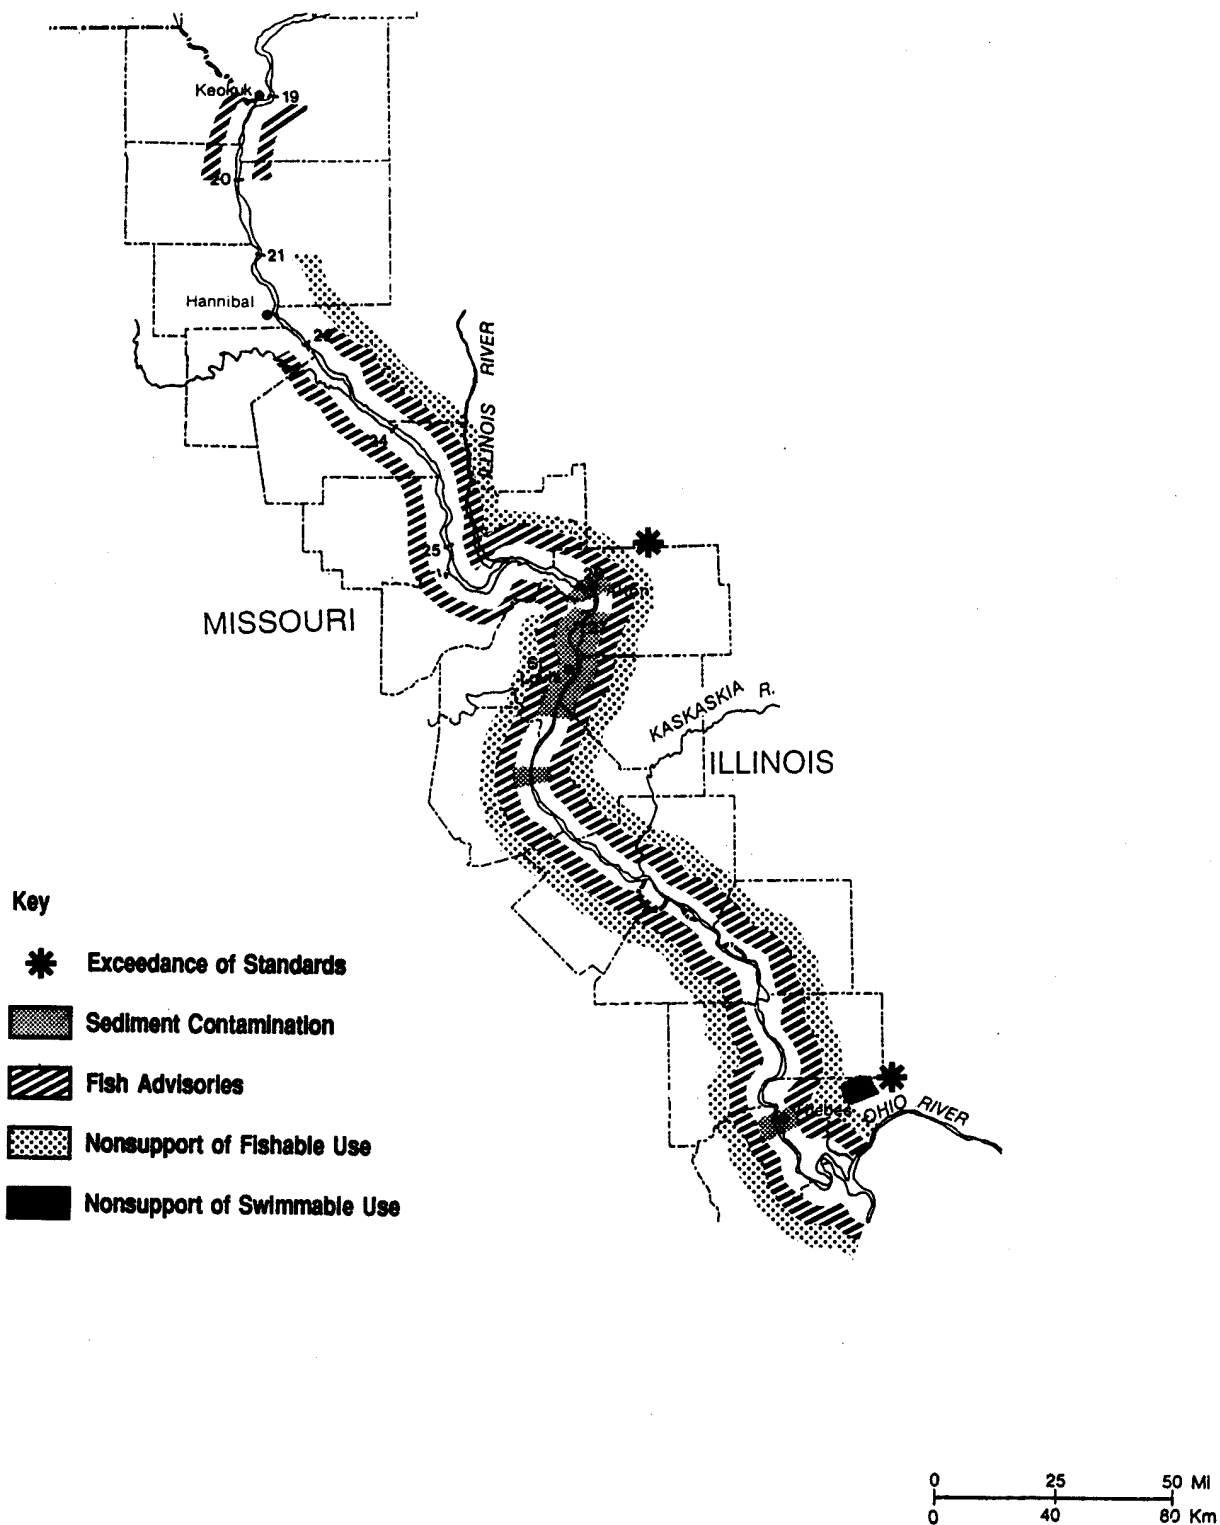 Keokuk
19
20
21
Hannibal
24
25
ILLINOIS RIVER
MISSOURI
KASKASKIA R.
ILLINOIS
OHIO RIVER
Key
Exceedance of Standards
Sediment Contamination
Fish Advisories
Nonsupport of Fishable Use
Nonsupport of Swimmable Use
0 25 50 Mi
0 40 80 Km